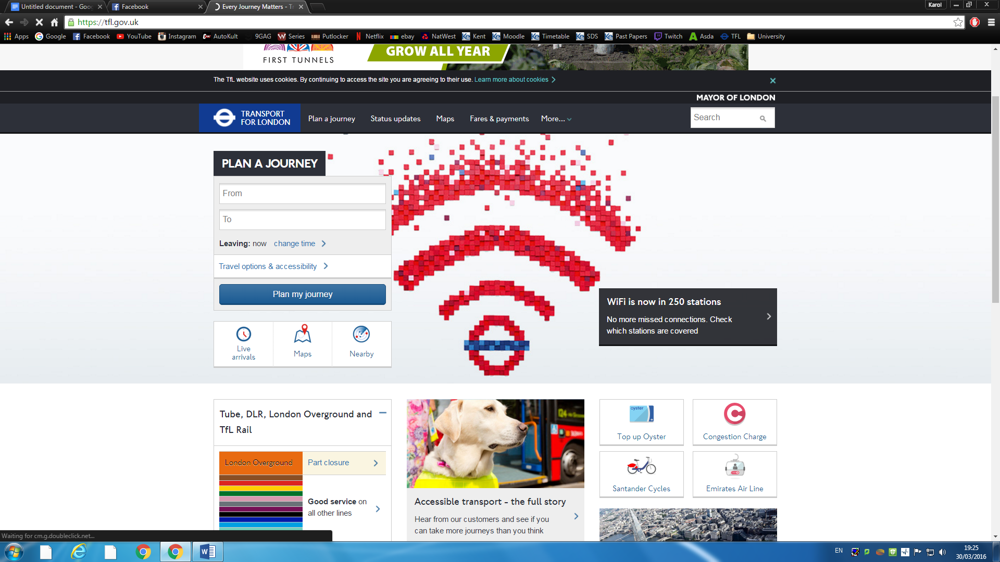 Untitled document - Goo
Facebook
Every Journey Matters - Tr
Karol
https://tfl.gov.uk
Apps
Google
Facebook
YouTube
Instagram
AutoKult
9GAG
Series
Putlocker
Netflix
ebay
NatWest
Kent
Moodle
Timetable
SDS
Past Papers
Twitch
Asda
TFL
University
FIRST TUNNELS
GROW ALL YEAR
The TfL website uses cookies. By continuing to access the site you are agreeing to their use. Learn more about cookies
MAYOR OF LONDON
TRANSPORT
FOR LONDON
Plan a journey
Status updates
Maps
Fares & payments
More...
Search
PLAN A JOURNEY
From
To
Leaving: now change time
Travel options & accessibility
Plan my journey
Live
arrivals
Maps
Nearby
WiFi is now in 250 stations
No more missed connections. Check
which stations are covered
Tube, DLR, London Overground and
TfL Rail
London Overground
Part closure
Good service on
all other lines
Accessible transport - the full story
Hear from our customers and see if you
can take more journeys than you think
oyster
Top up Oyster
Congestion Charge
Santander Cycles
Emirates Air Line
Waiting for cm.g.doubleclick.net...
EN
19:25
30/03/2016